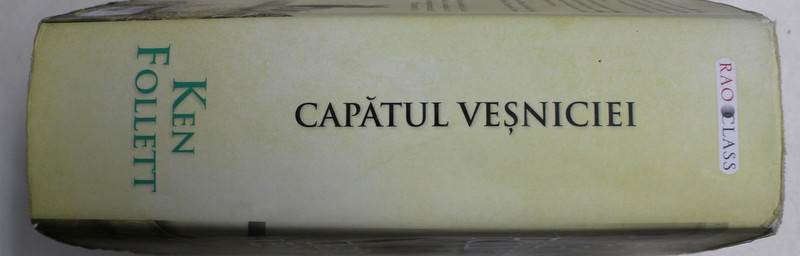 KEN
FOLLETT
CAPĂTUL VEȘNICIEI
RAO CLASS